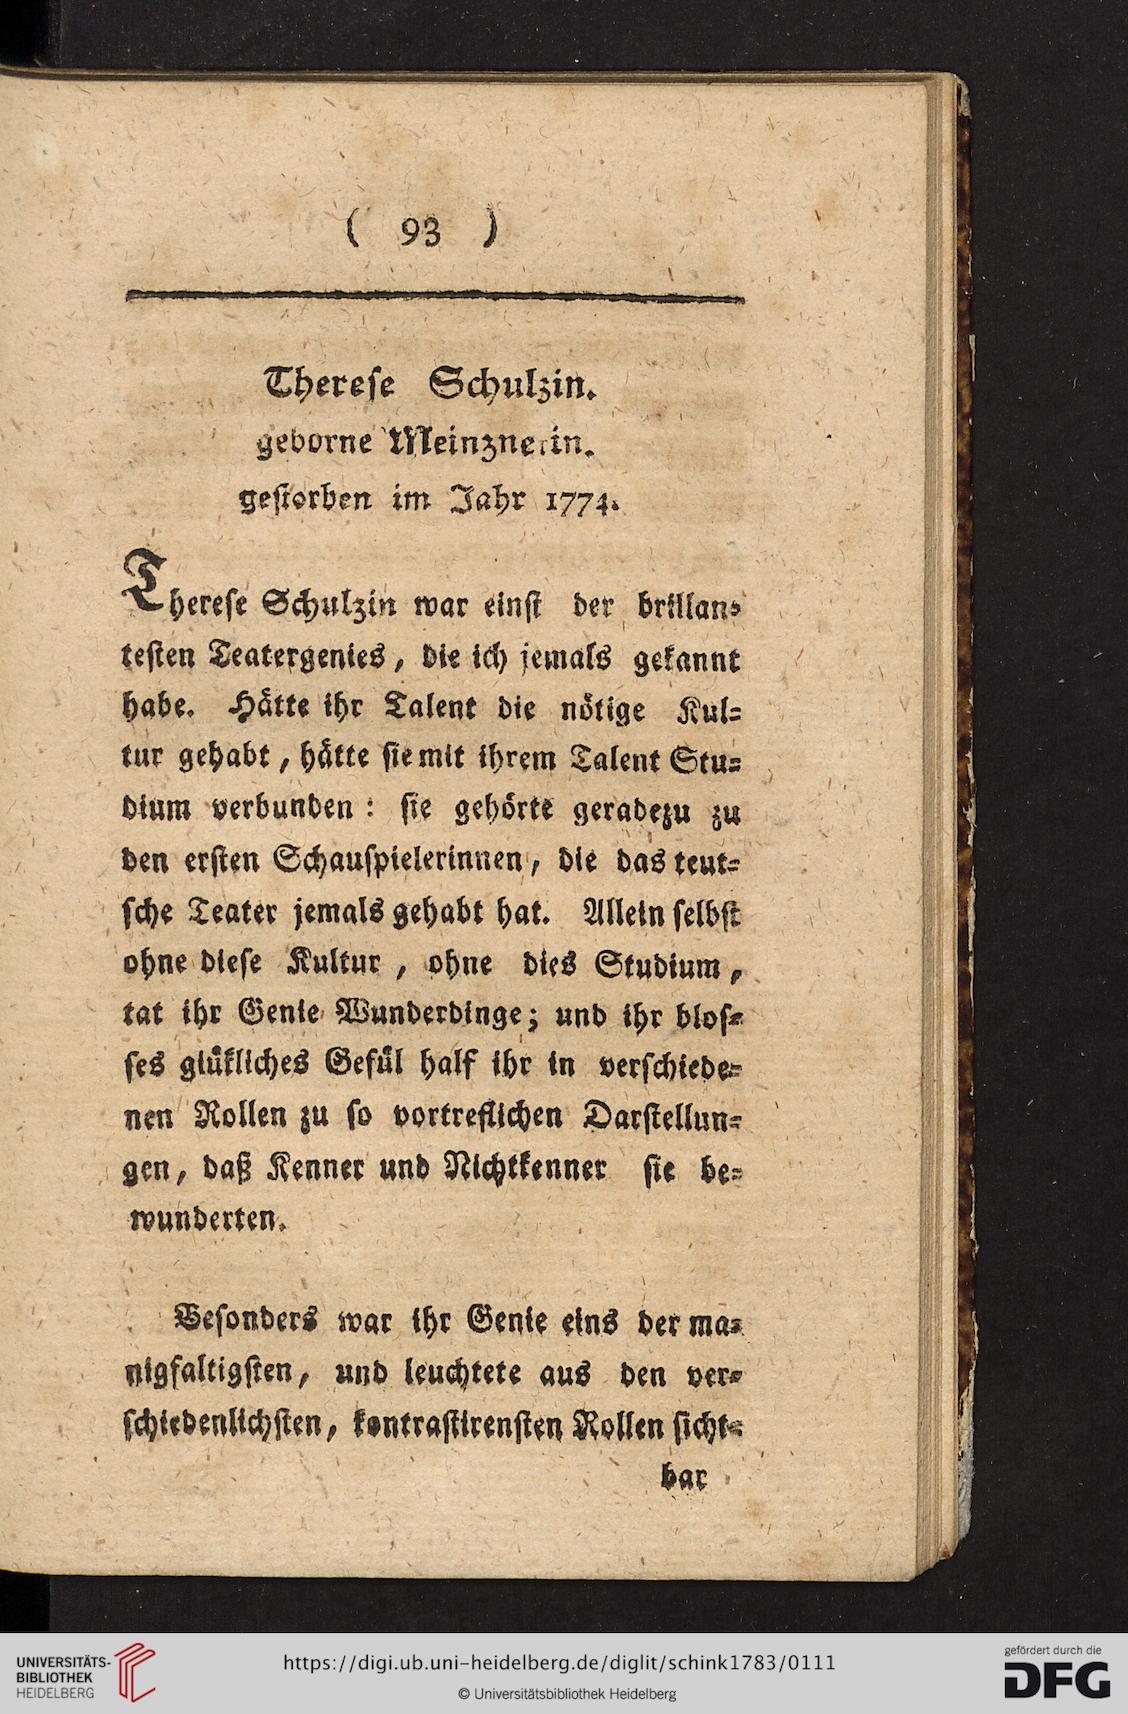 ( 93 )
Therese Schulzin.
geborne Meinznerin.
gestorben im Jahr 1774.
Therese Schulzin war einst der brillan-
testen Teatergenies, die ich jemals gekannt
habe. Hätte ihr Talent die nötige Kul-
tur gehabt, hätte sie mit ihrem Talent Stu-
dium verbunden: sie gehörte geradezu zu
den ersten Schauspielerinnen, die das teut-
sche Teater jemals gehabt hat. Allein selbst
ohne diese Kultur, ohne dies Studium,
tat ihr Genie Wunderdinge; und ihr blos-
ses glükliches Gefül half ihr in verschiede-
nen Rollen zu so vortreflichen Darstellun-
gen, daß Kenner und Nichtkenner sie be-
wunderten.
Besonders war ihr Genie eins der ma-
nigfaltigsten, und leuchtete aus den ver-
schiedenlichsten, kontrastirensten Rollen sicht-
bar
UNIVERSITÄTS-
BIBLIOTHEK
HEIDELBERG
https://digi.ub.uni-heidelberg.de/diglit/schink1783/0111
© Universitätsbibliothek Heidelberg
gefördert durch die
DFG